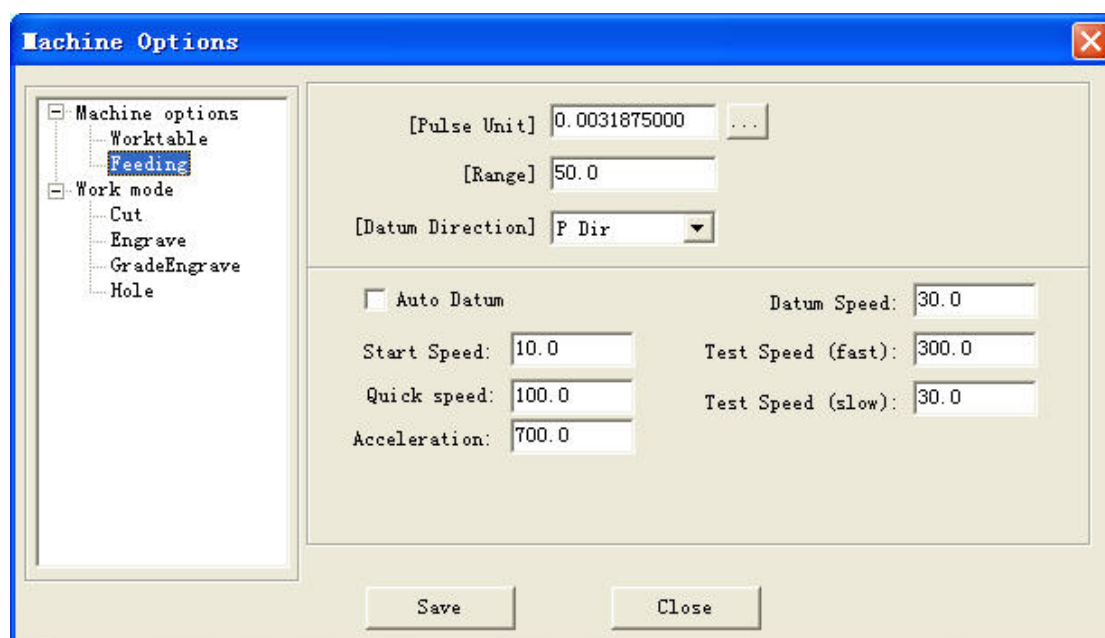 Machine Options
Machine options
Worktable
Feeding
Work mode
Cut
Engrave
GradeEngrave
Hole
[Pulse Unit] 0.0031875000 ...
[Range] 50.0
[Datum Direction] P Dir
Auto Datum
Datum Speed: 30.0
Start Speed: 10.0
Test Speed (fast): 300.0
Quick speed: 100.0
Test Speed (slow): 30.0
Acceleration: 700.0
Save
Close